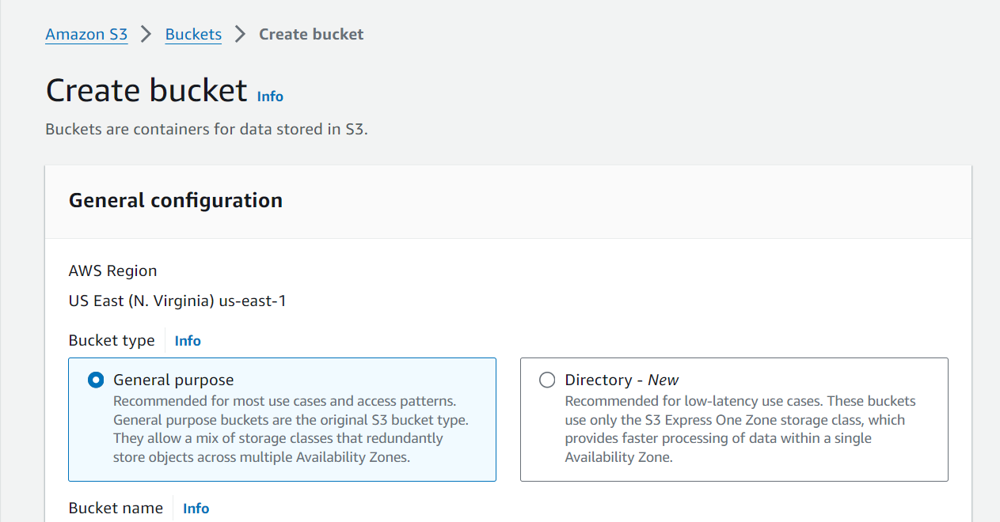 Amazon S3 > Buckets > Create bucket
Create bucket Info
Buckets are containers for data stored in S3.
General configuration
AWS Region
US East (N. Virginia) us-east-1
Bucket type Info
General purpose
Recommended for most use cases and access patterns.
General purpose buckets are the original S3 bucket type.
They allow a mix of storage classes that redundantly
store objects across multiple Availability Zones.
Directory - New
Recommended for low-latency use cases. These buckets
use only the S3 Express One Zone storage class, which
provides faster processing of data within a single
Availability Zone.
Bucket name Info